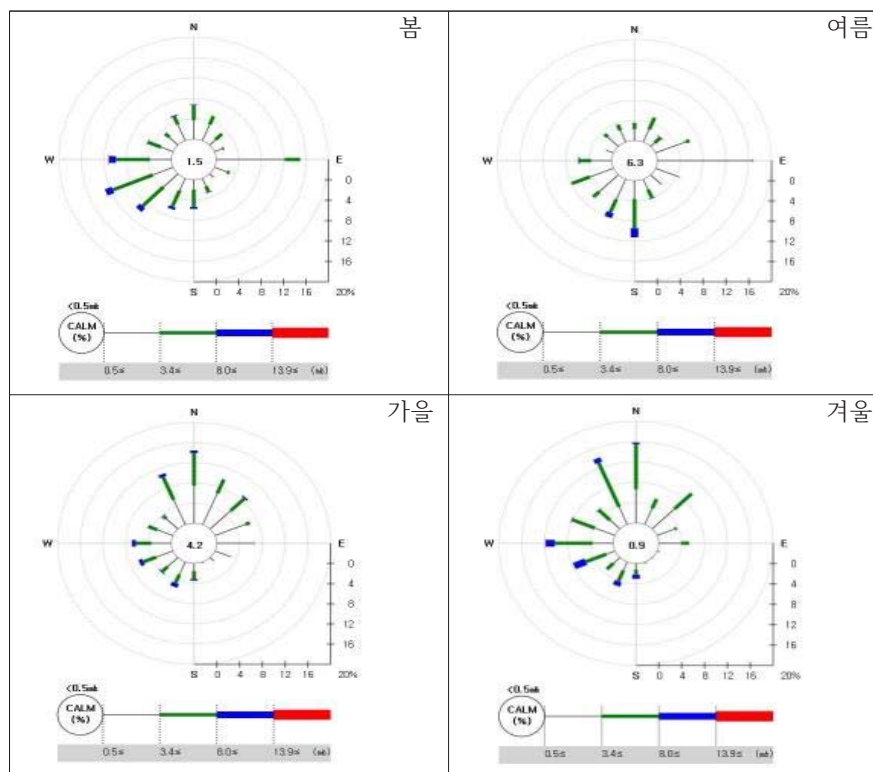 봄
N
W
1.5
E
0
4
8
12
16
S 0 4 8 12 16 20%
<0.5㎧
CALM
(%)
0.5≤ 3.4≤ 8.0≤ 13.9≤ (㎧)
여름
N
W
6.3
E
0
4
8
12
16
S 0 4 8 12 16 20%
<0.5㎧
CALM
(%)
0.5≤ 3.4≤ 8.0≤ 13.9≤ (㎧)
가을
N
W
4.2
E
0
4
8
12
16
S 0 4 8 12 16 20%
<0.5㎧
CALM
(%)
0.5≤ 3.4≤ 8.0≤ 13.9≤ (㎧)
겨울
N
W
0.9
E
0
4
8
12
16
S 0 4 8 12 16 20%
<0.5㎧
CALM
(%)
0.5≤ 3.4≤ 8.0≤ 13.9≤ (㎧)